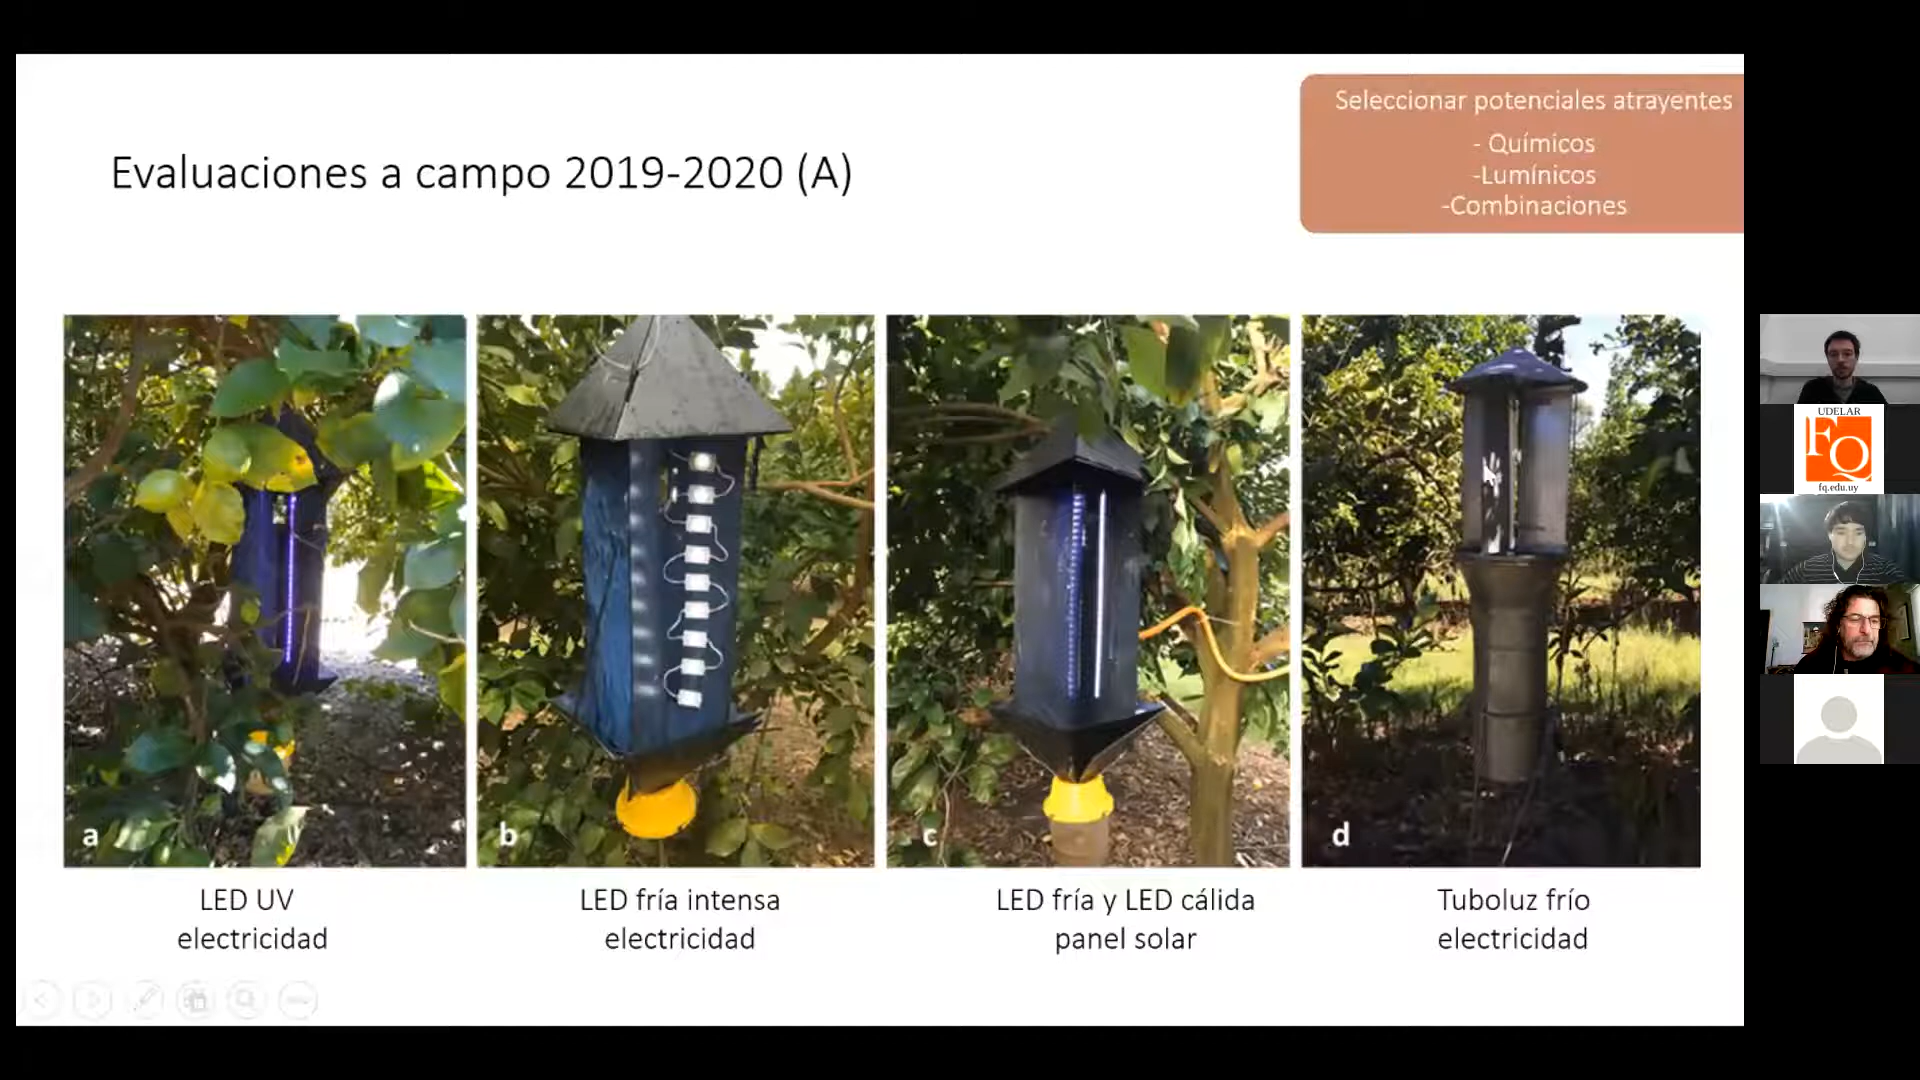 Seleccionar potenciales atrayentes
- Químicos
-Lumínicos
-Combinaciones
Evaluaciones a campo 2019-2020 (A)
a
b
c
d
LED UV
electricidad
LED fría intensa
electricidad
LED fría y LED cálida
panel solar
Tuboluz frío
electricidad
UDELAR
FQ
fq.edu.uy